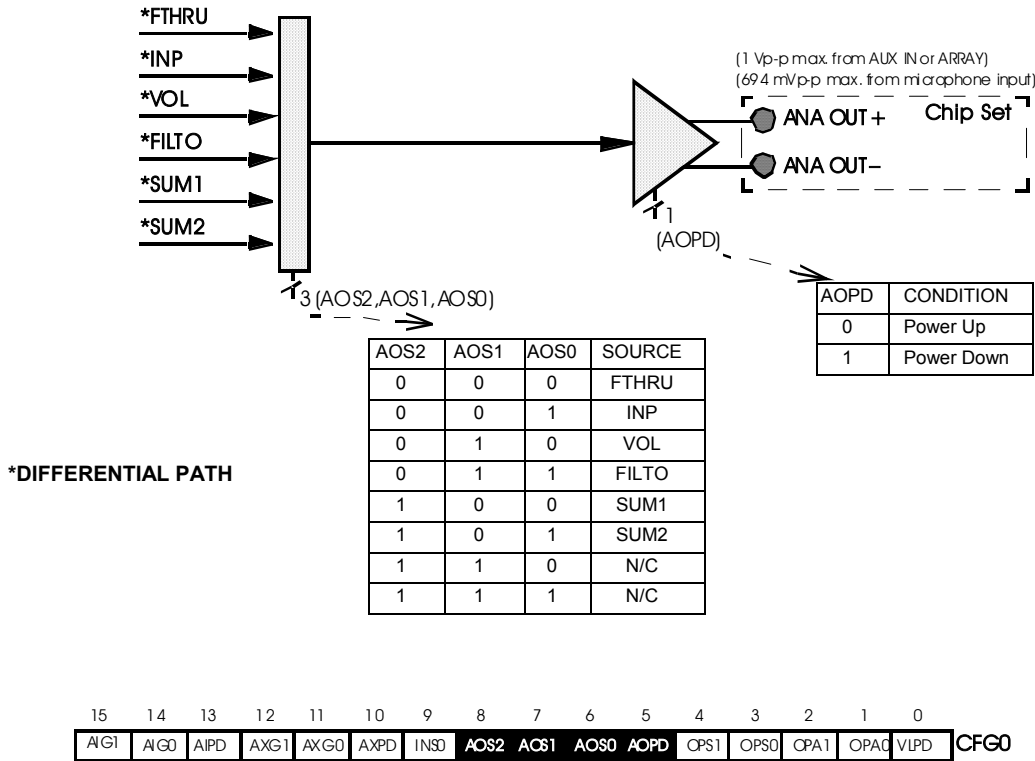 *FTHRU
*INP
*VOL
*FILTO
*SUM1
*SUM2
(1 Vp-p max. from AUX IN or ARRAY)
(694 mVp-p max. from microphone input)
Chip Set
ANA OUT+
ANA OUT–
1
(AOPD)
3 (AOS2,AOS1,AOS0)
AOPD CONDITION
0 Power Up
1 Power Down
AOS2 AOS1 AOS0 SOURCE
0 0 0 FTHRU
0 0 1 INP
0 1 0 VOL
0 1 1 FILTO
1 0 0 SUM1
1 0 1 SUM2
1 1 0 N/C
1 1 1 N/C
*DIFFERENTIAL PATH
15 14 13 12 11 10 9 8 7 6 5 4 3 2 1 0
AIG1 AIG0 AIPD AXG1 AXG0 AXPD INS0 AOS2 AOS1 AOS0 AOPD OPS1 OPS0 OPA1 OPA0 VLPD CFG0